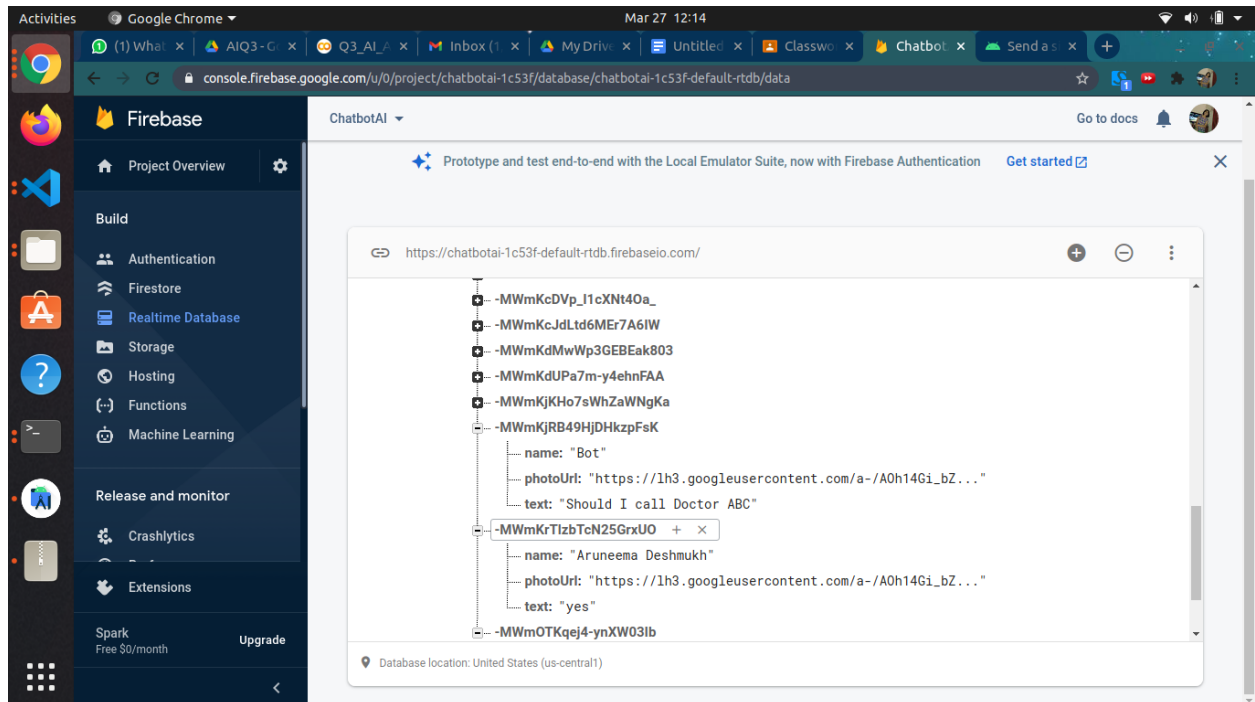 Activities Google Chrome ▾ Mar 27 12:14
(1) What AIQ3 - G Q3_AI_A Inbox (1 My Drive Untitled Classwo Chatbot Send a s
console.firebase.google.com/u/0/project/chatbotai-1c53f/database/chatbotai-1c53f-default-rtdb/data
1
Firebase
ChatbotAI
Go to docs
Project Overview
Prototype and test end-to-end with the Local Emulator Suite, now with Firebase Authentication Get started
Build
Authentication
Firestore
Realtime Database
Storage
Hosting
Functions
Machine Learning
Release and monitor
Crashlytics
Extensions
Spark
Free $0/month
Upgrade
https://chatbotai-1c53f-default-rtdb.firebaseio.com/
-MWmKcDVp_I1cXNt4Oa_
-MWmKcJdLtd6MEr7A6IW
-MWmKdMwWp3GEBEak803
-MWmKdUPa7m-y4ehnFAA
-MWmKjKHo7sWhZaWNgKa
-MWmKjRB49HjDHkzpFsK
name: "Bot"
photoUrl: "https://lh3.googleusercontent.com/a-/AOh14Gi_bZ..."
text: "Should I call Doctor ABC"
-MWmKrTIzbTcN25GrxUO + ×
name: "Aruneema Deshmukh"
photoUrl: "https://lh3.googleusercontent.com/a-/AOh14Gi_bZ..."
text: "yes"
-MWmOTKqej4-ynXW03Ib
Database location: United States (us-central1)